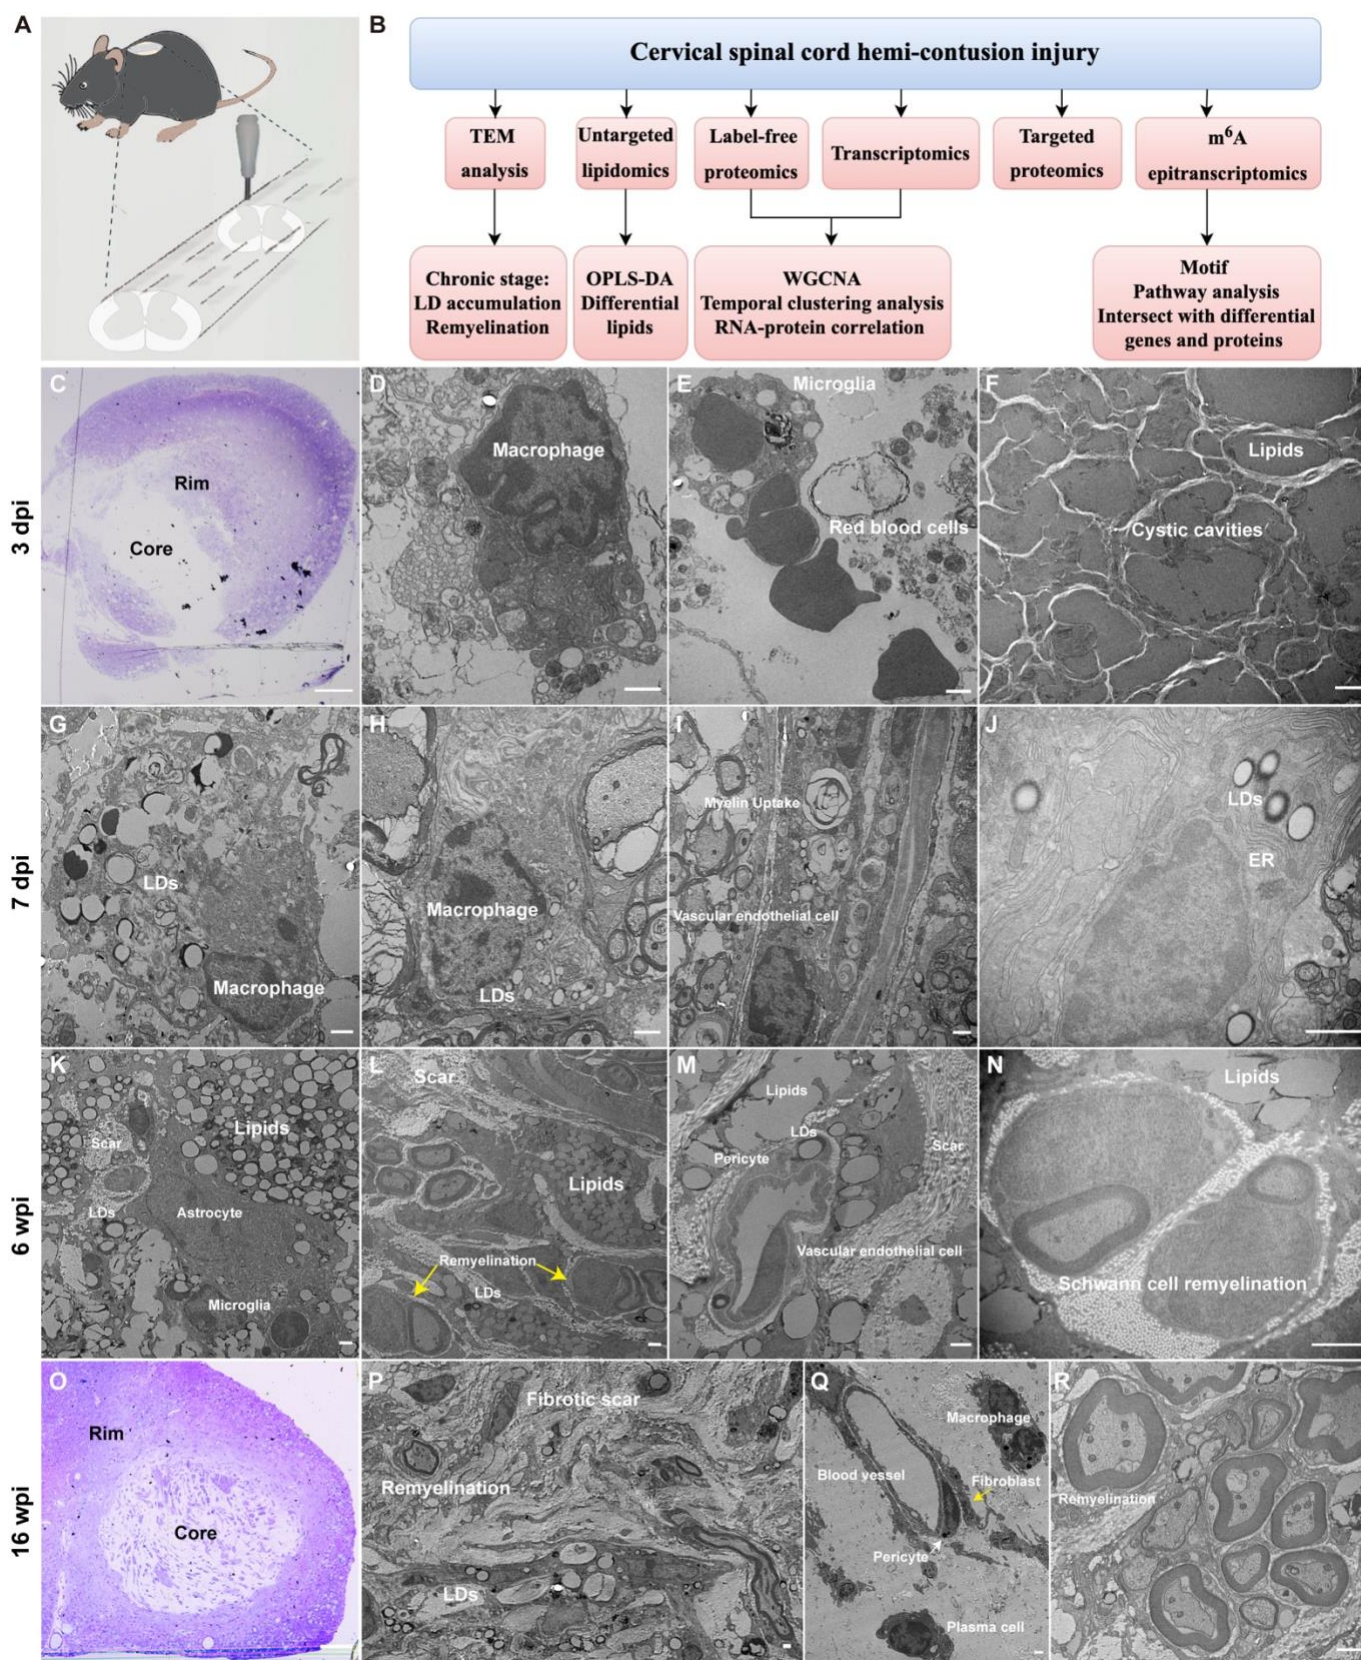 A
B
Cervical spinal cord hemi-contusion injury
TEM
analysis
Untargeted
lipidomics
Label-free
proteomics
Transcriptomics
Targeted
proteomics
m⁶A
epitranscriptomics
Chronic stage:
LD accumulation
Remyelination
OPLS-DA
Differential
lipids
WGCNA
Temporal clustering analysis
RNA-protein correlation
Motif
Pathway analysis
Intersect with differential
genes and proteins
3 dpi
C
Rim
Core
D
Macrophage
E
Microglia
Red blood cells
F
Lipids
Cystic cavities
7 dpi
G
LDs
Macrophage
H
Macrophage
LDs
I
Myelin Uptake
Vascular endothelial cell
J
LDs
ER
6 wpi
K
Scar
Lipids
LDs
Astrocyte
Microglia
L
Scar
Lipids
Remyelination
LDs
M
Lipids
LDs
Pericyte
Scar
Vascular endothelial cell
N
Lipids
Schwann cell remyelination
16 wpi
O
Rim
Core
P
Fibrotic scar
Remyelination
LDs
Q
Macrophage
Blood vessel
Fibroblast
Pericyte
Plasma cell
R
Remyelination